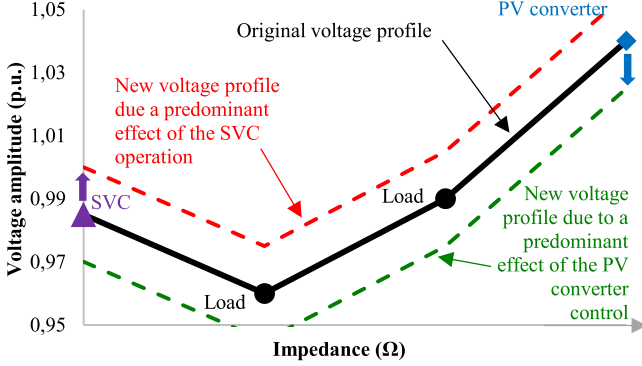 1,05
1,03
1,01
0,99
0,97
0,95
Voltage amplitude (p.u.)
Impedance (Ω)
PV converter
Original voltage profile
New voltage profile
due a predominant
effect of the SVC
operation
SVC
Load
Load
New voltage
profile due to a
predominant
effect of the PV
converter
control